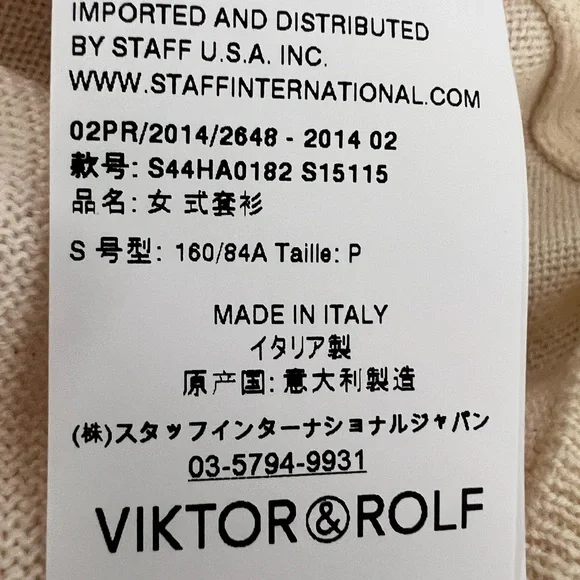 IMPORTED AND DISTRIBUTED
BY STAFF U.S.A. INC.
WWW.STAFFINTERNATIONAL.COM
02PR/2014/2648 - 2014 02
款号: S44HA0182 S15115
品名: 女 式套衫
S 号型: 160/84A Taille: P
MADE IN ITALY
イタリア製
原产国: 意大利製造
(株)スタッフインターナショナルジャパン
03-5794-9931
VIKTOR&ROLF